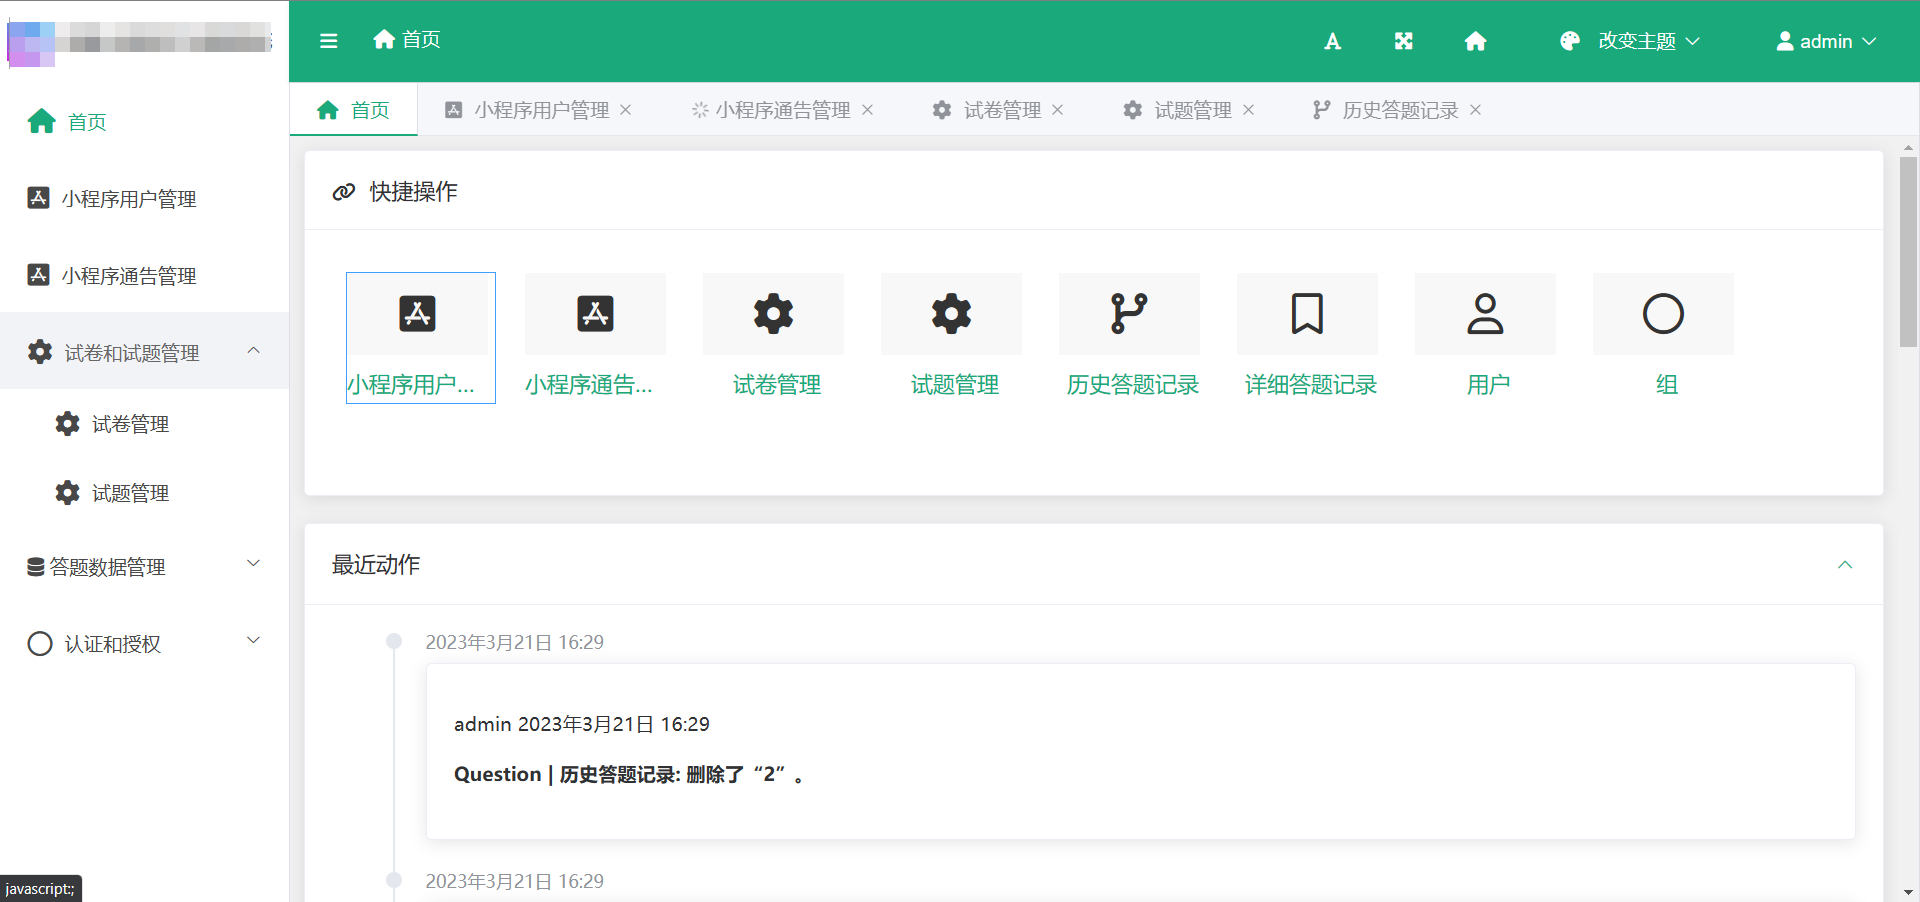 首页
改变主题
admin
首页
小程序用户管理
小程序通告管理
试卷管理
试题管理
历史答题记录
首页
小程序用户管理
小程序通告管理
试卷和试题管理
试卷管理
试题管理
答题数据管理
认证和授权
快捷操作
小程序用户...
小程序通告...
试卷管理
试题管理
历史答题记录
详细答题记录
用户
组
最近动作
2023年3月21日 16:29
admin 2023年3月21日 16:29
Question | 历史答题记录: 删除了“2”。
2023年3月21日 16:29
javascript:;